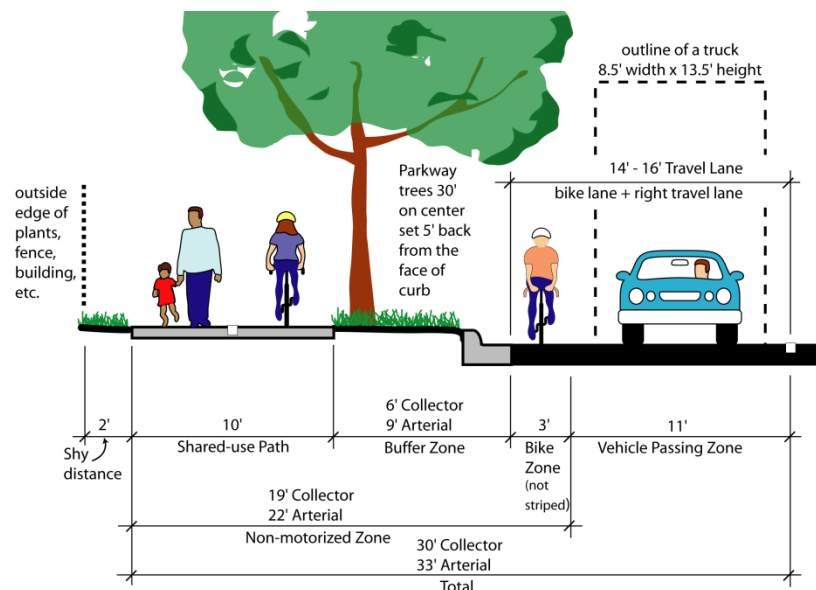 outline of a truck
8.5' width x 13.5' height
14' - 16' Travel Lane
bike lane + right travel lane
Parkway
trees 30'
on center
set 5' back
from the
face of
curb
outside
edge of
plants,
fence,
building,
etc.
2'
Shy
distance
10'
Shared-use Path
6' Collector
9' Arterial
Buffer Zone
3'
Bike
Zone
(not
striped)
11'
Vehicle Passing Zone
19' Collector
22' Arterial
Non-motorized Zone
30' Collector
33' Arterial
Total